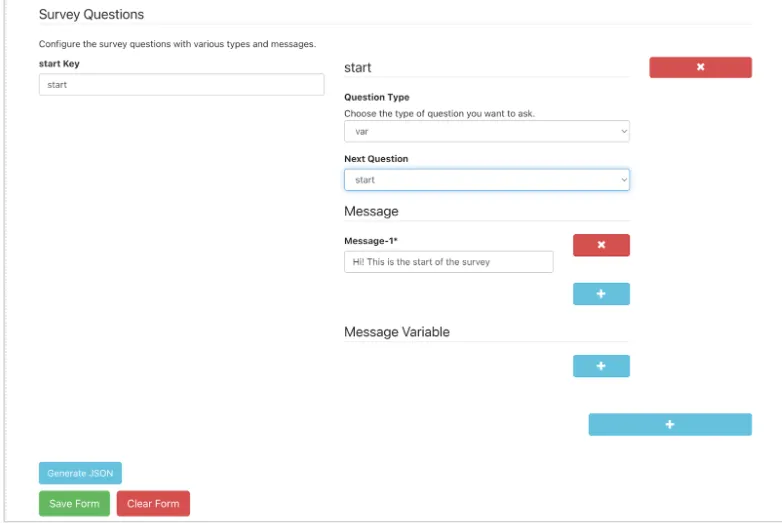 Survey Questions
Configure the survey questions with various types and messages.
start Key
start
start
Question Type
Choose the type of question you want to ask.
var
Next Question
start
Message
Message-1*
Hi! This is the start of the survey
Message Variable
Generate JSON
Save Form
Clear Form